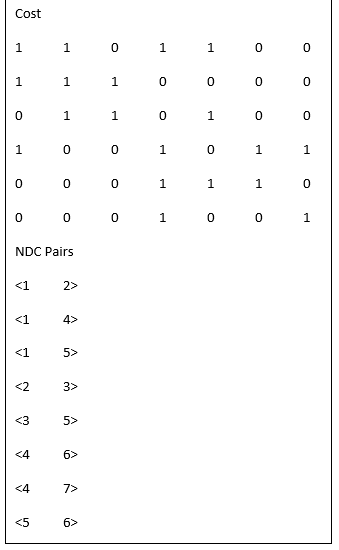 Cost
1 1 0 1 1 0 0
1 1 1 0 0 0 0
0 1 1 0 1 0 0
1 0 0 1 0 1 1
0 0 0 1 1 1 0
0 0 0 1 0 0 1
NDC Pairs
<1 2>
<1 4>
<1 5>
<2 3>
<3 5>
<4 6>
<4 7>
<5 6>